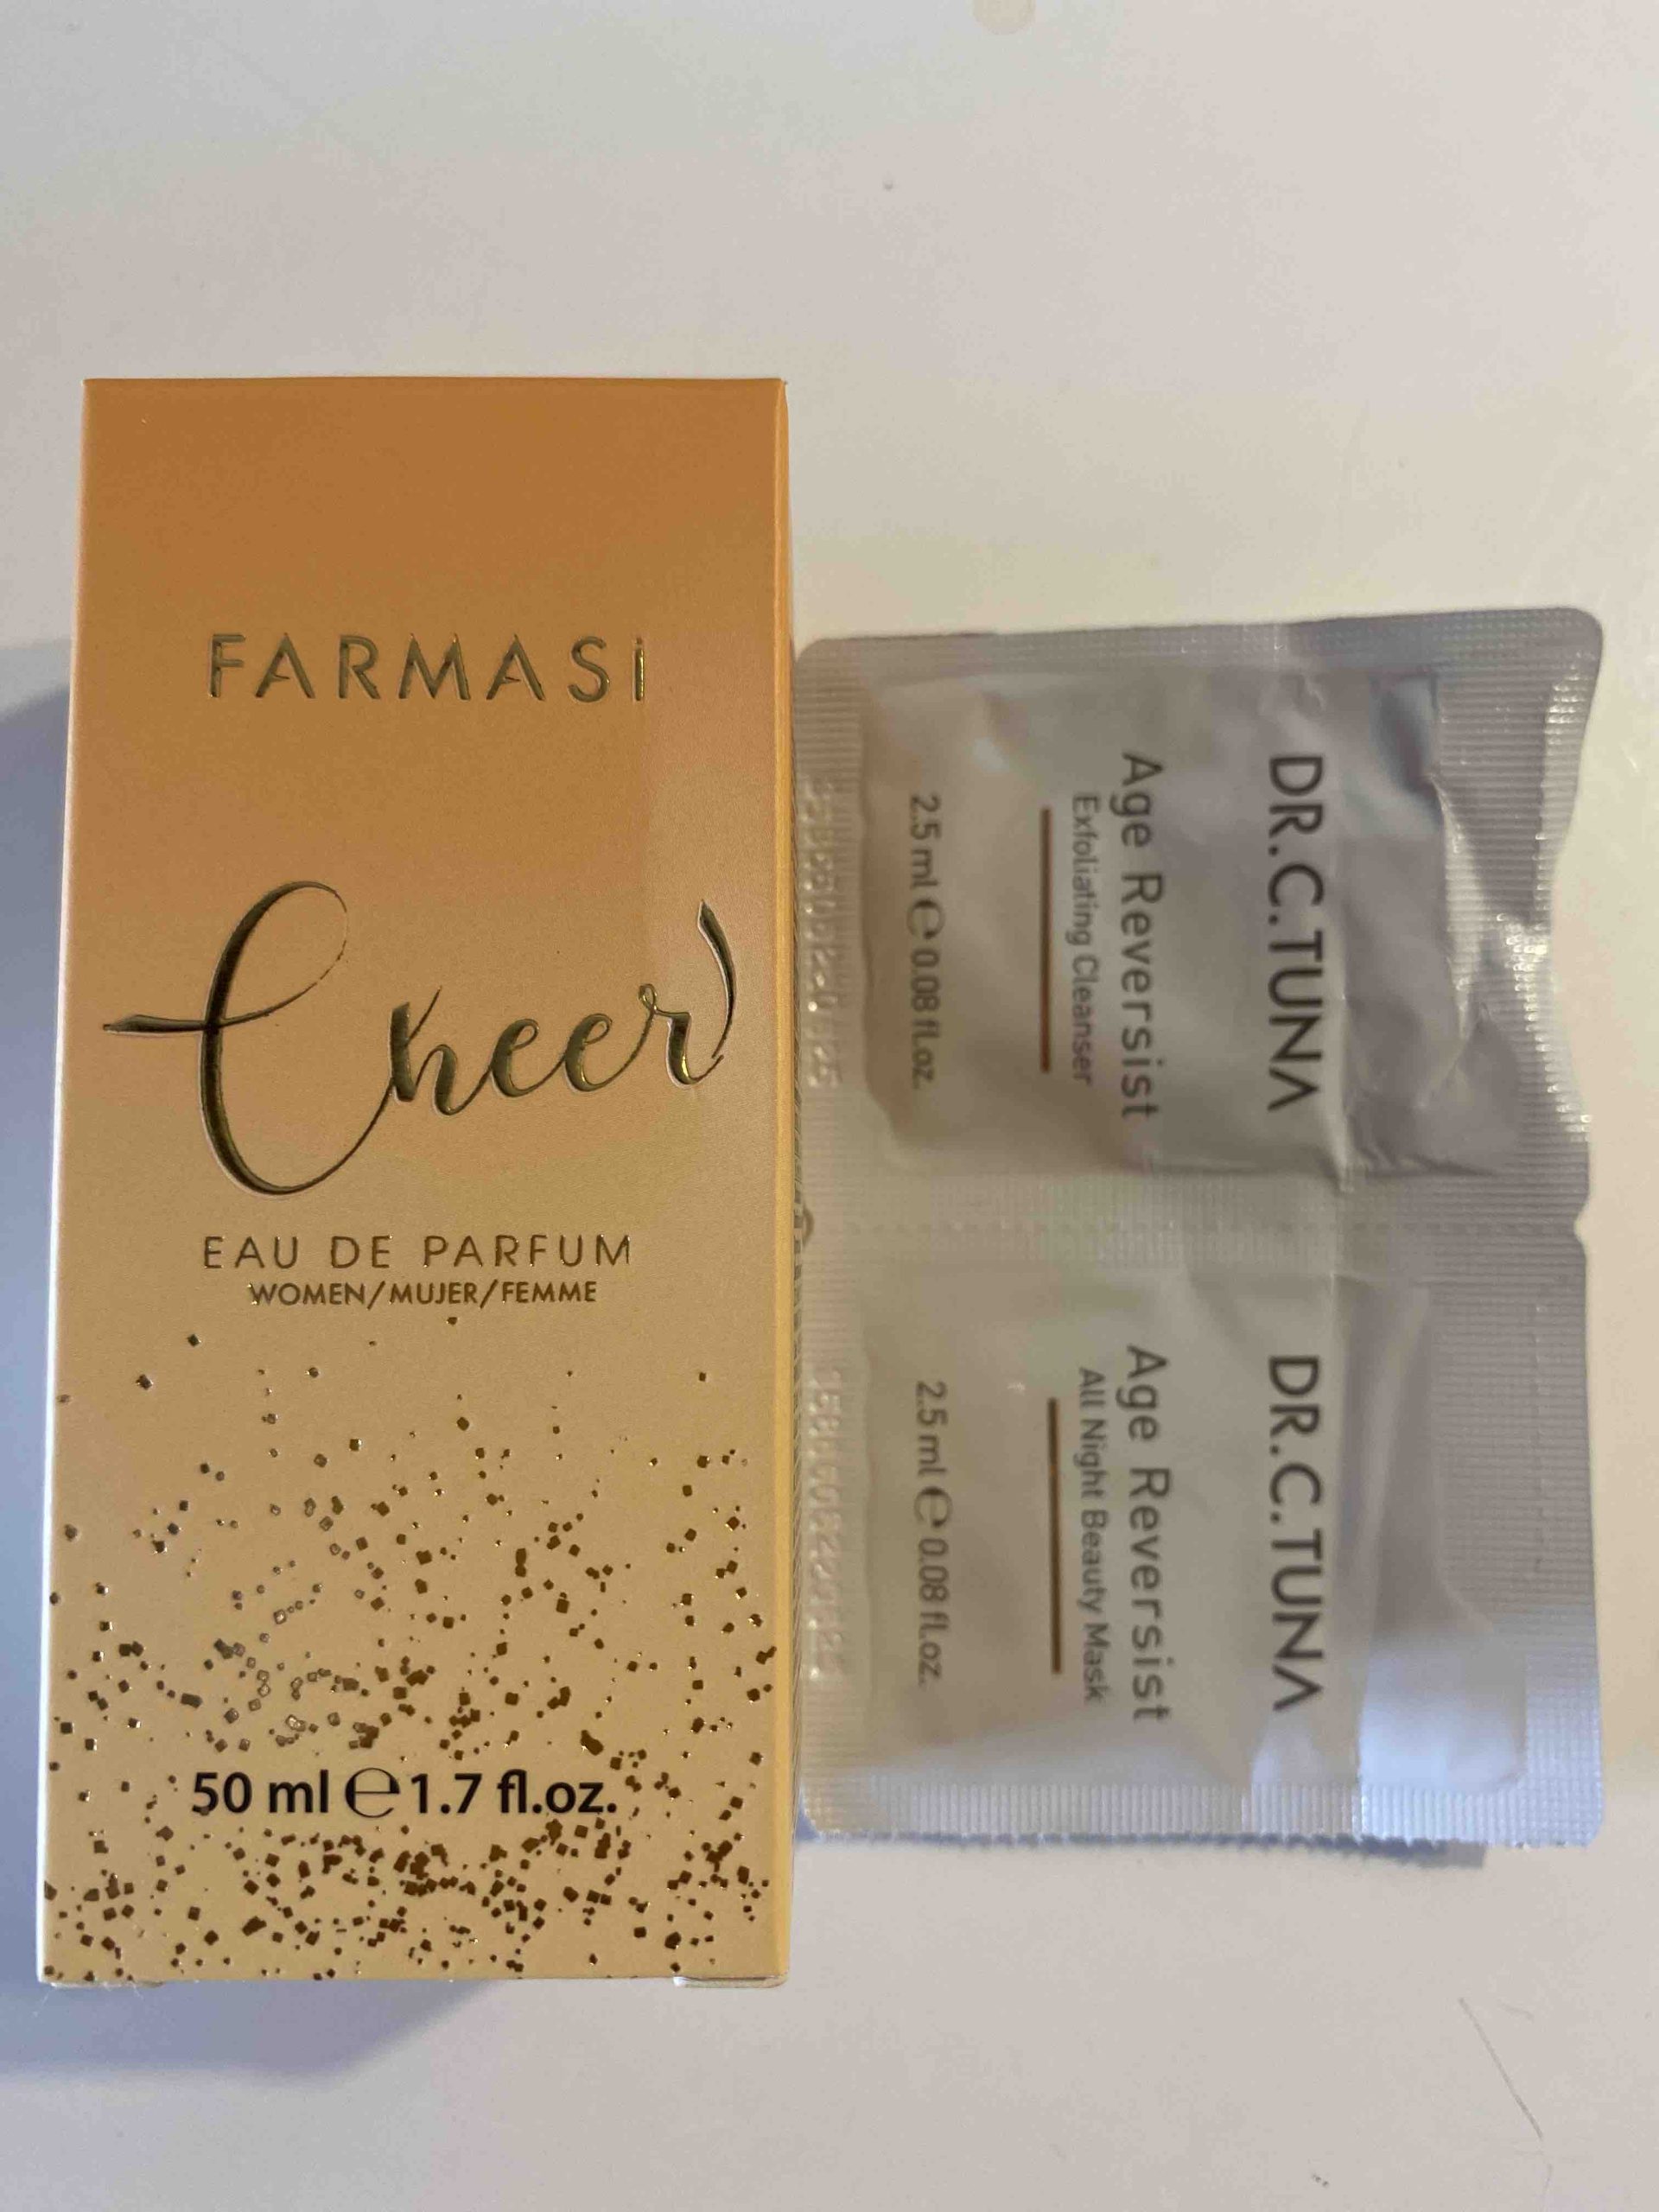 FARMASi
Cheer
EAU DE PARFUM
WOMEN/MUJER/FEMME
50 ml ℮ 1.7 fl.oz.
DR.C.TUNA
Age Reversist
Exfoliating Cleanser
2.5 ml ℮ 0.08 fl.oz.
DR.C.TUNA
Age Reversist
All Night Beauty Mask
2.5 ml ℮ 0.08 fl.oz.